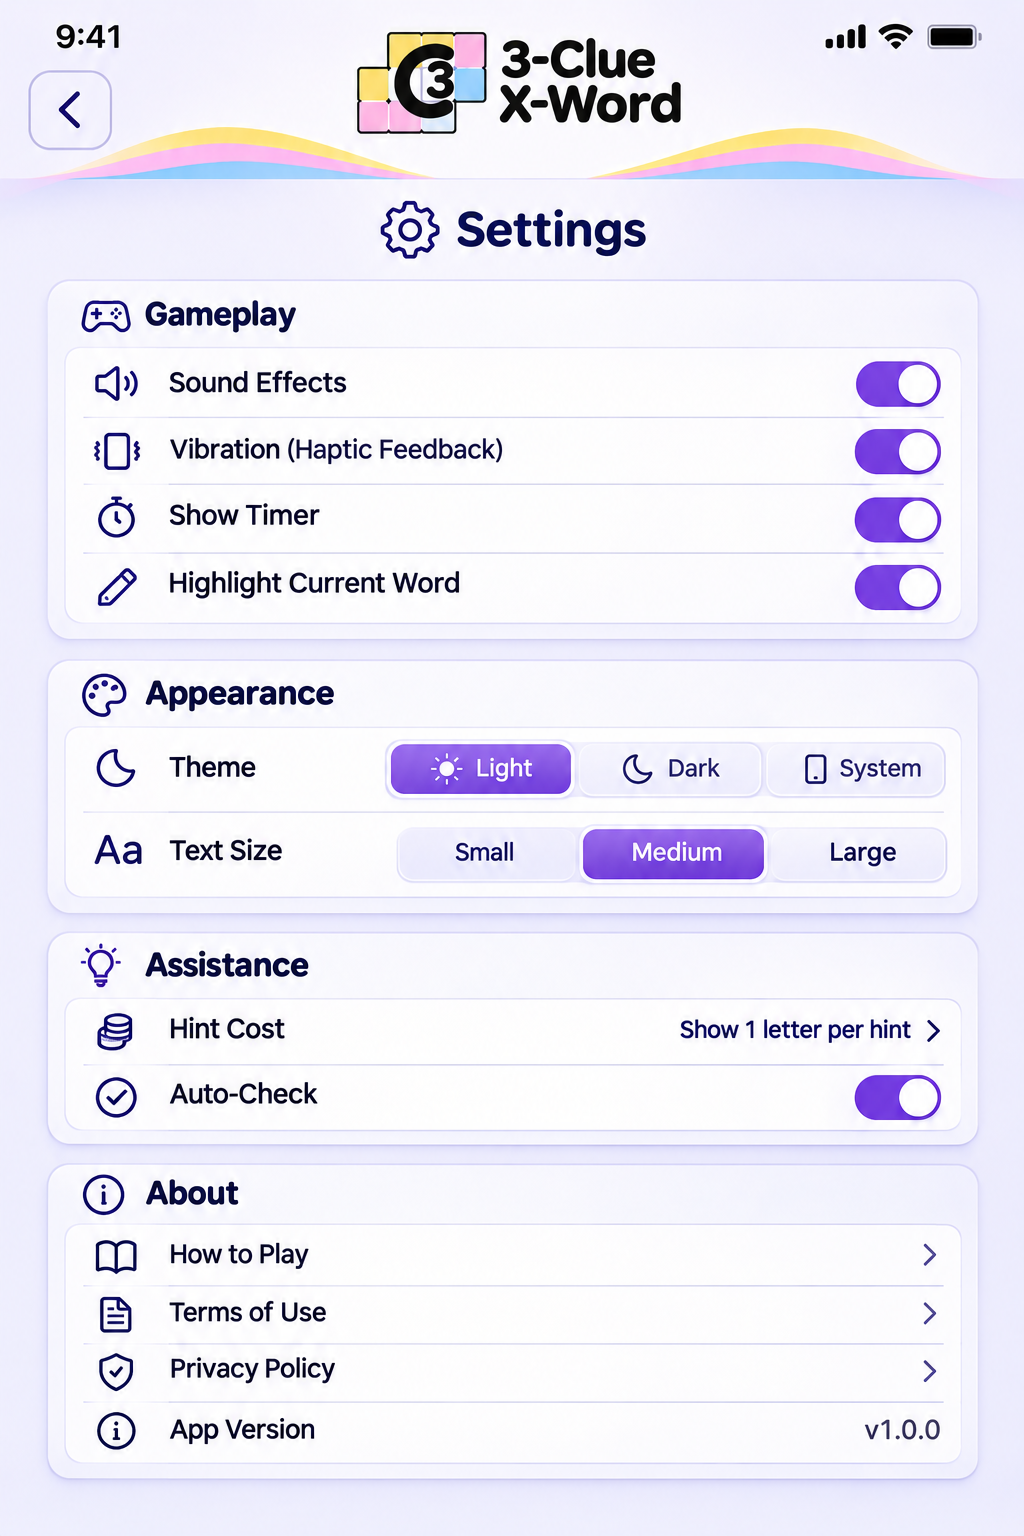 9:41
C3
3-Clue
X-Word
Settings
Gameplay
Sound Effects
Vibration (Haptic Feedback)
Show Timer
Highlight Current Word
Appearance
Theme Light Dark System
Aa Text Size Small Medium Large
Assistance
Hint Cost Show 1 letter per hint
Auto-Check
About
How to Play
Terms of Use
Privacy Policy
App Version v1.0.0